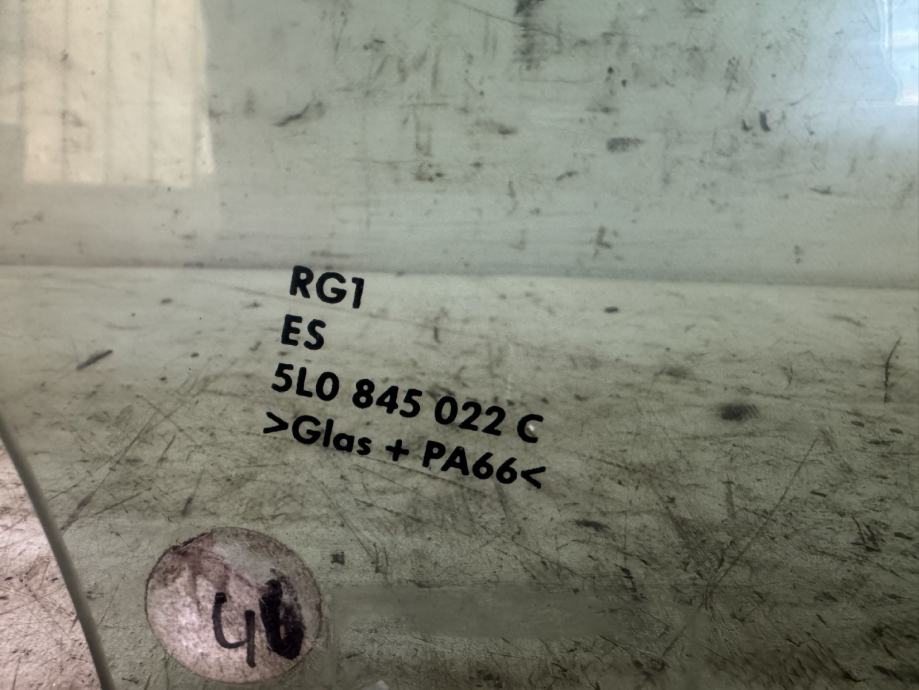 RG1
ES
5L0 845 022 C
>Glas + PA66<